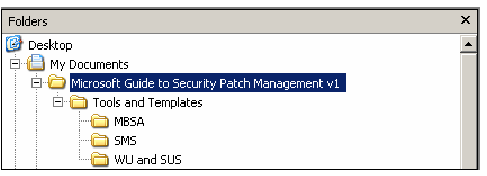 Folders
Desktop
My Documents
Microsoft Guide to Security Patch Management v1
Tools and Templates
MBSA
SMS
WU and SUS